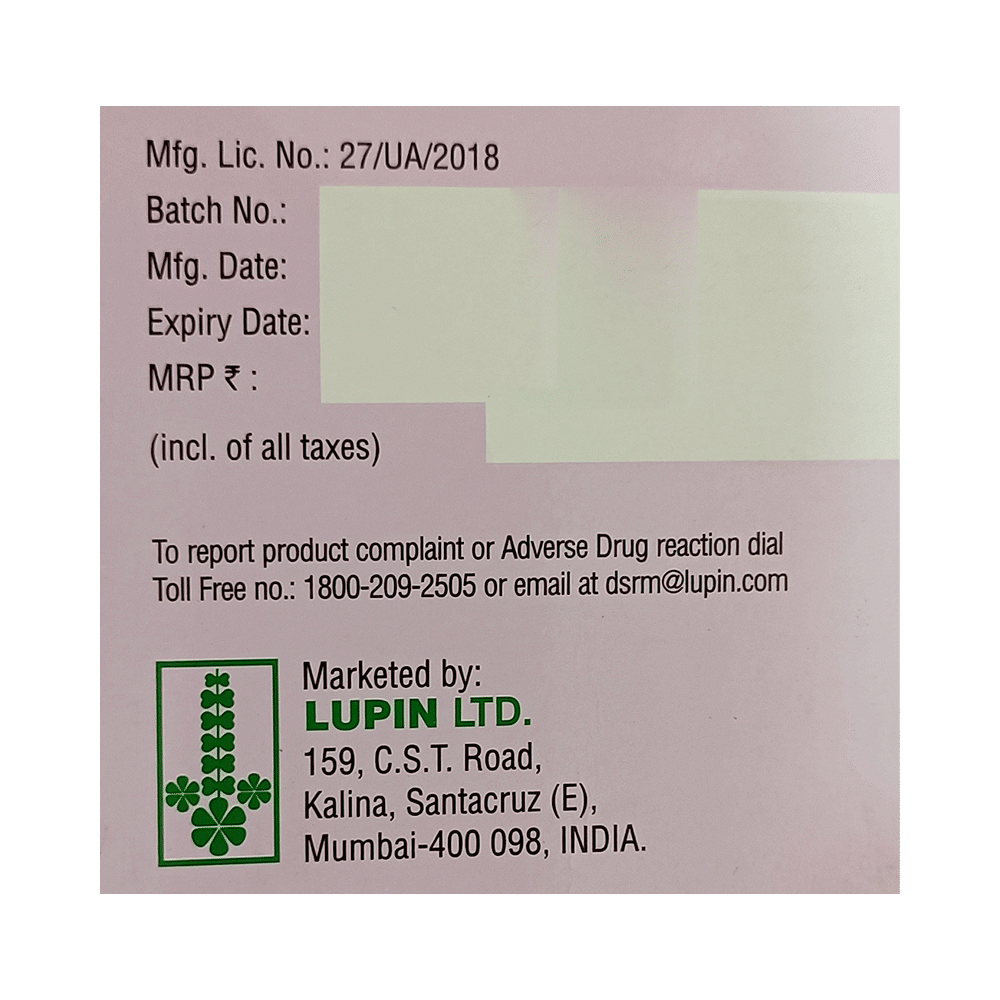 Mfg. Lic. No.: 27/UA/2018
Batch No.:
Mfg. Date:
Expiry Date:
MRP ₹ :
(incl. of all taxes)
To report product complaint or Adverse Drug reaction dial
Toll Free no.: 1800-209-2505 or email at dsrm@lupin.com
Marketed by:
LUPIN LTD.
159, C.S.T. Road,
Kalina, Santacruz (E),
Mumbai-400 098, INDIA.